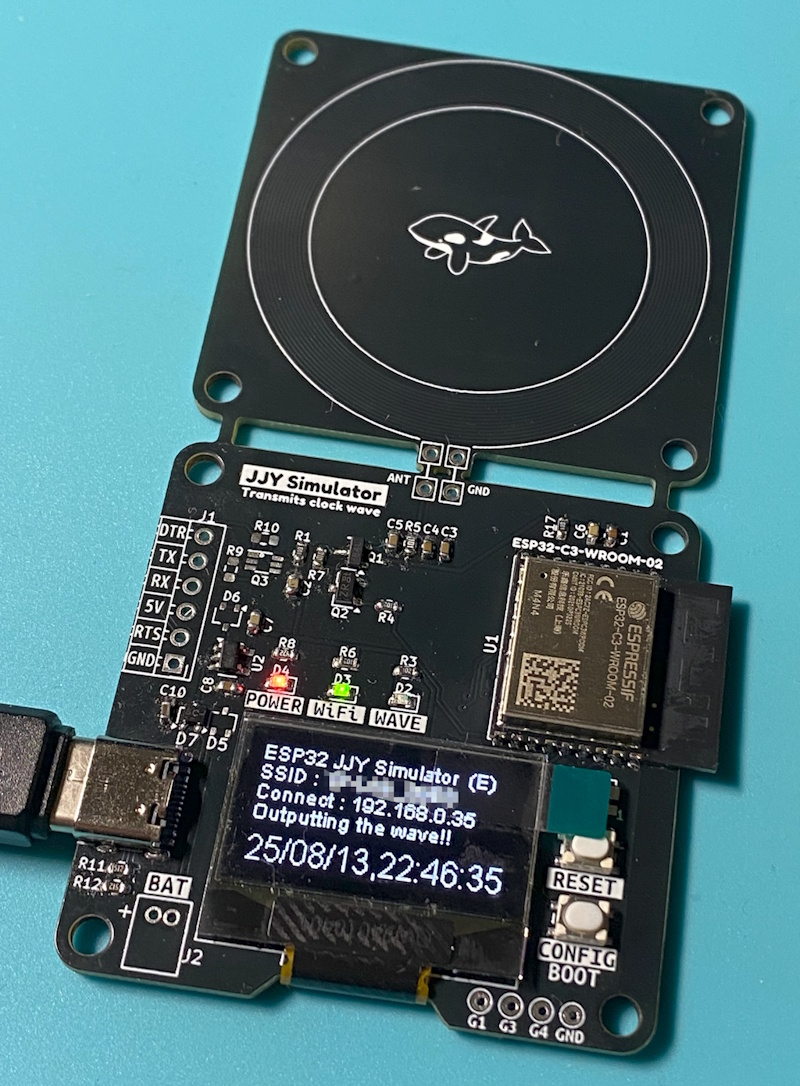 JJY Simulator
Transmits clock wave
ANT
GND
J1
DTR
TX
RX
5V
RTS
GND
R10
R9
Q3
R1
R7
Q1
Q2
C5 R5 C4 C3
R4
D6
U2
C8
R8
D4
POWER
R6
D3
WiFi
R3
D2
WAVE
R17
C6
ESP32-C3-WROOM-02
U1
ESPRESSIF
ESP32-C3-WROOM-02
CE
M4N4
C10
D7 D5
ESP32 JJY Simulator (E)
SSID :
Connect : 192.168.0.35
Outputting the wave!!
25/08/13,22:46:35
R11
R12
BAT
+
J2
RESET
CONFIG
BOOT
G1 G3 G4 GND